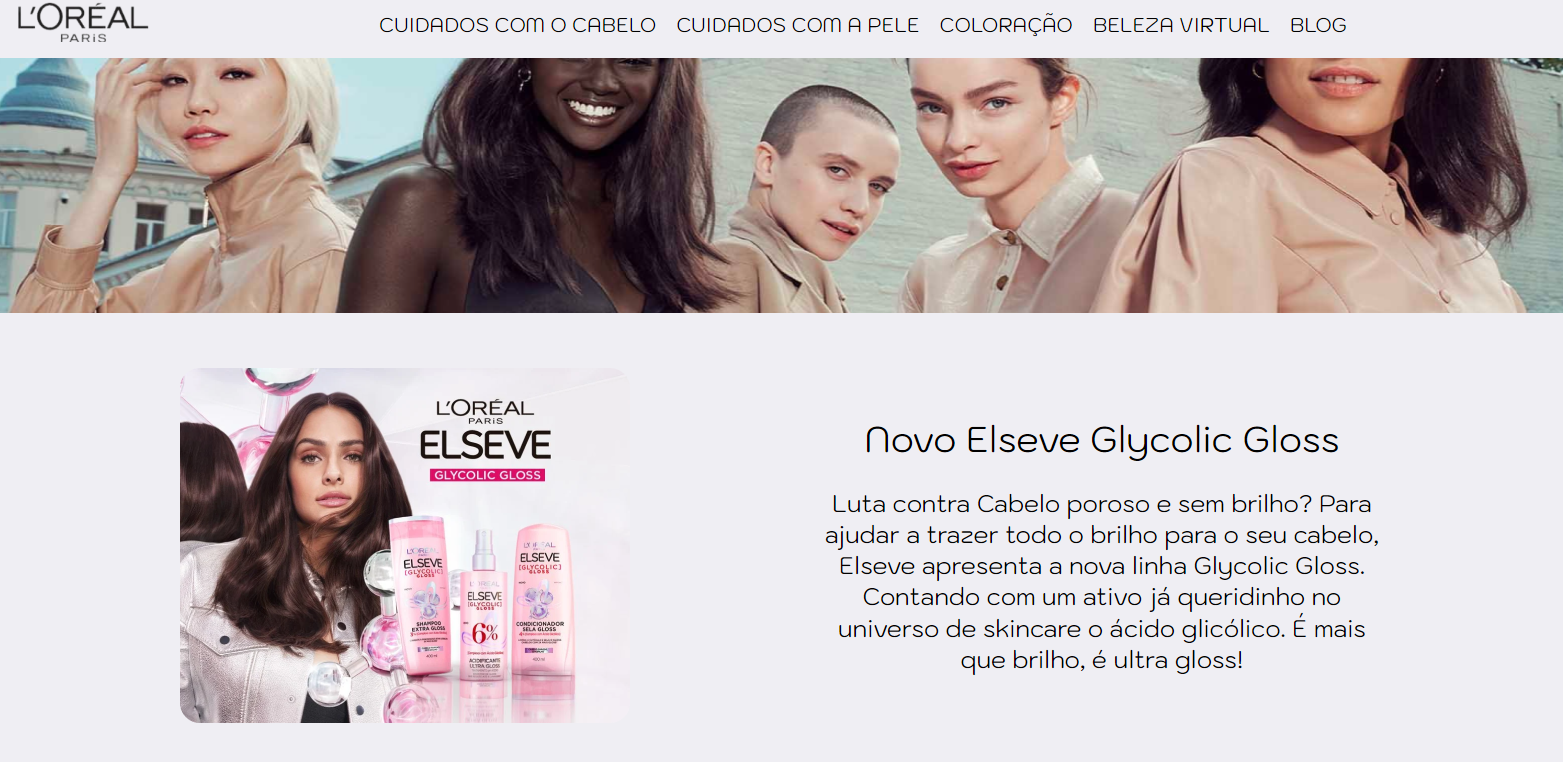 L'ORÉAL
PARiS
CUIDADOS COM O CABELO CUIDADOS COM A PELE COLORAÇÃO BELEZA VIRTUAL BLOG
L'ORÉAL
PARiS
ELSEVE
GLYCOLIC GLOSS
L'ORÉAL
ELSEVE
[GLYCOLIC]
GLOSS
SHAMPOO
EXTRA GLOSS
400 ml
L'ORÉAL
ELSEVE
[GLYCOLIC]
GLOSS
6%
ACIDIFICANTE
ULTRA GLOSS
L'ORÉAL
ELSEVE
[GLYCOLIC]
GLOSS
CONDICIONADOR
SELA GLOSS
400 ml
Novo Elseve Glycolic Gloss
Luta contra Cabelo poroso e sem brilho? Para
ajudar a trazer todo o brilho para o seu cabelo,
Elseve apresenta a nova linha Glycolic Gloss.
Contando com um ativo já queridinho no
universo de skincare o ácido glicólico. É mais
que brilho, é ultra gloss!